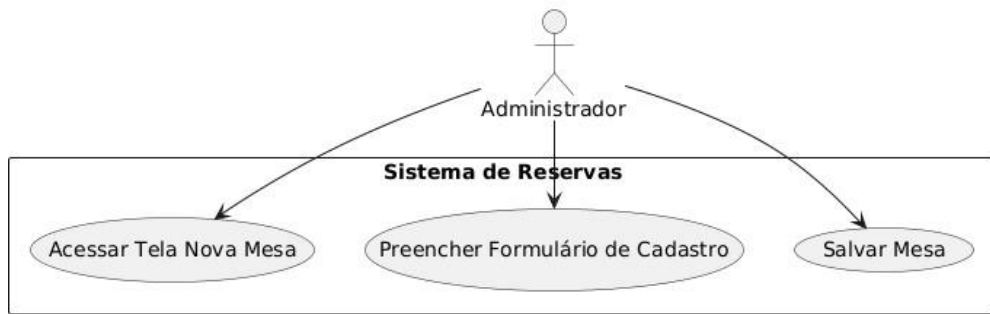 Administrador
Sistema de Reservas
Acessar Tela Nova Mesa
Preencher Formulário de Cadastro
Salvar Mesa